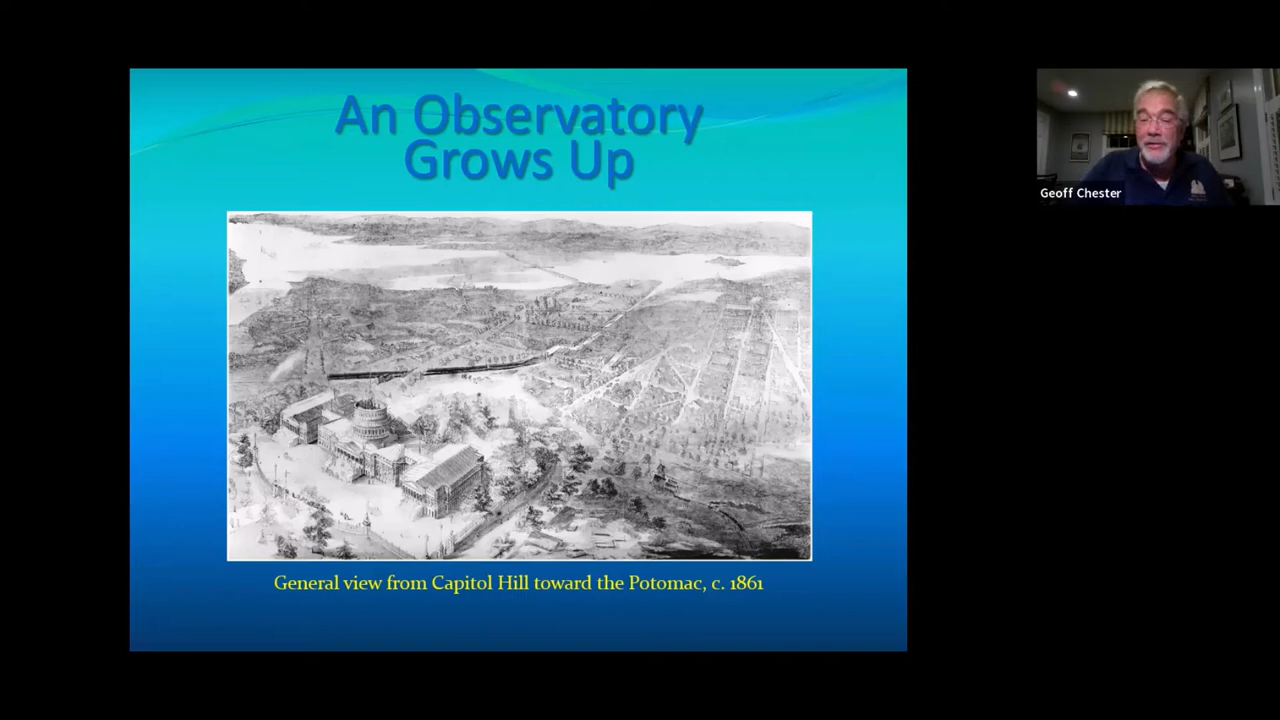 An Observatory
Grows Up
General view from Capitol Hill toward the Potomac, c. 1861
Geoff Chester